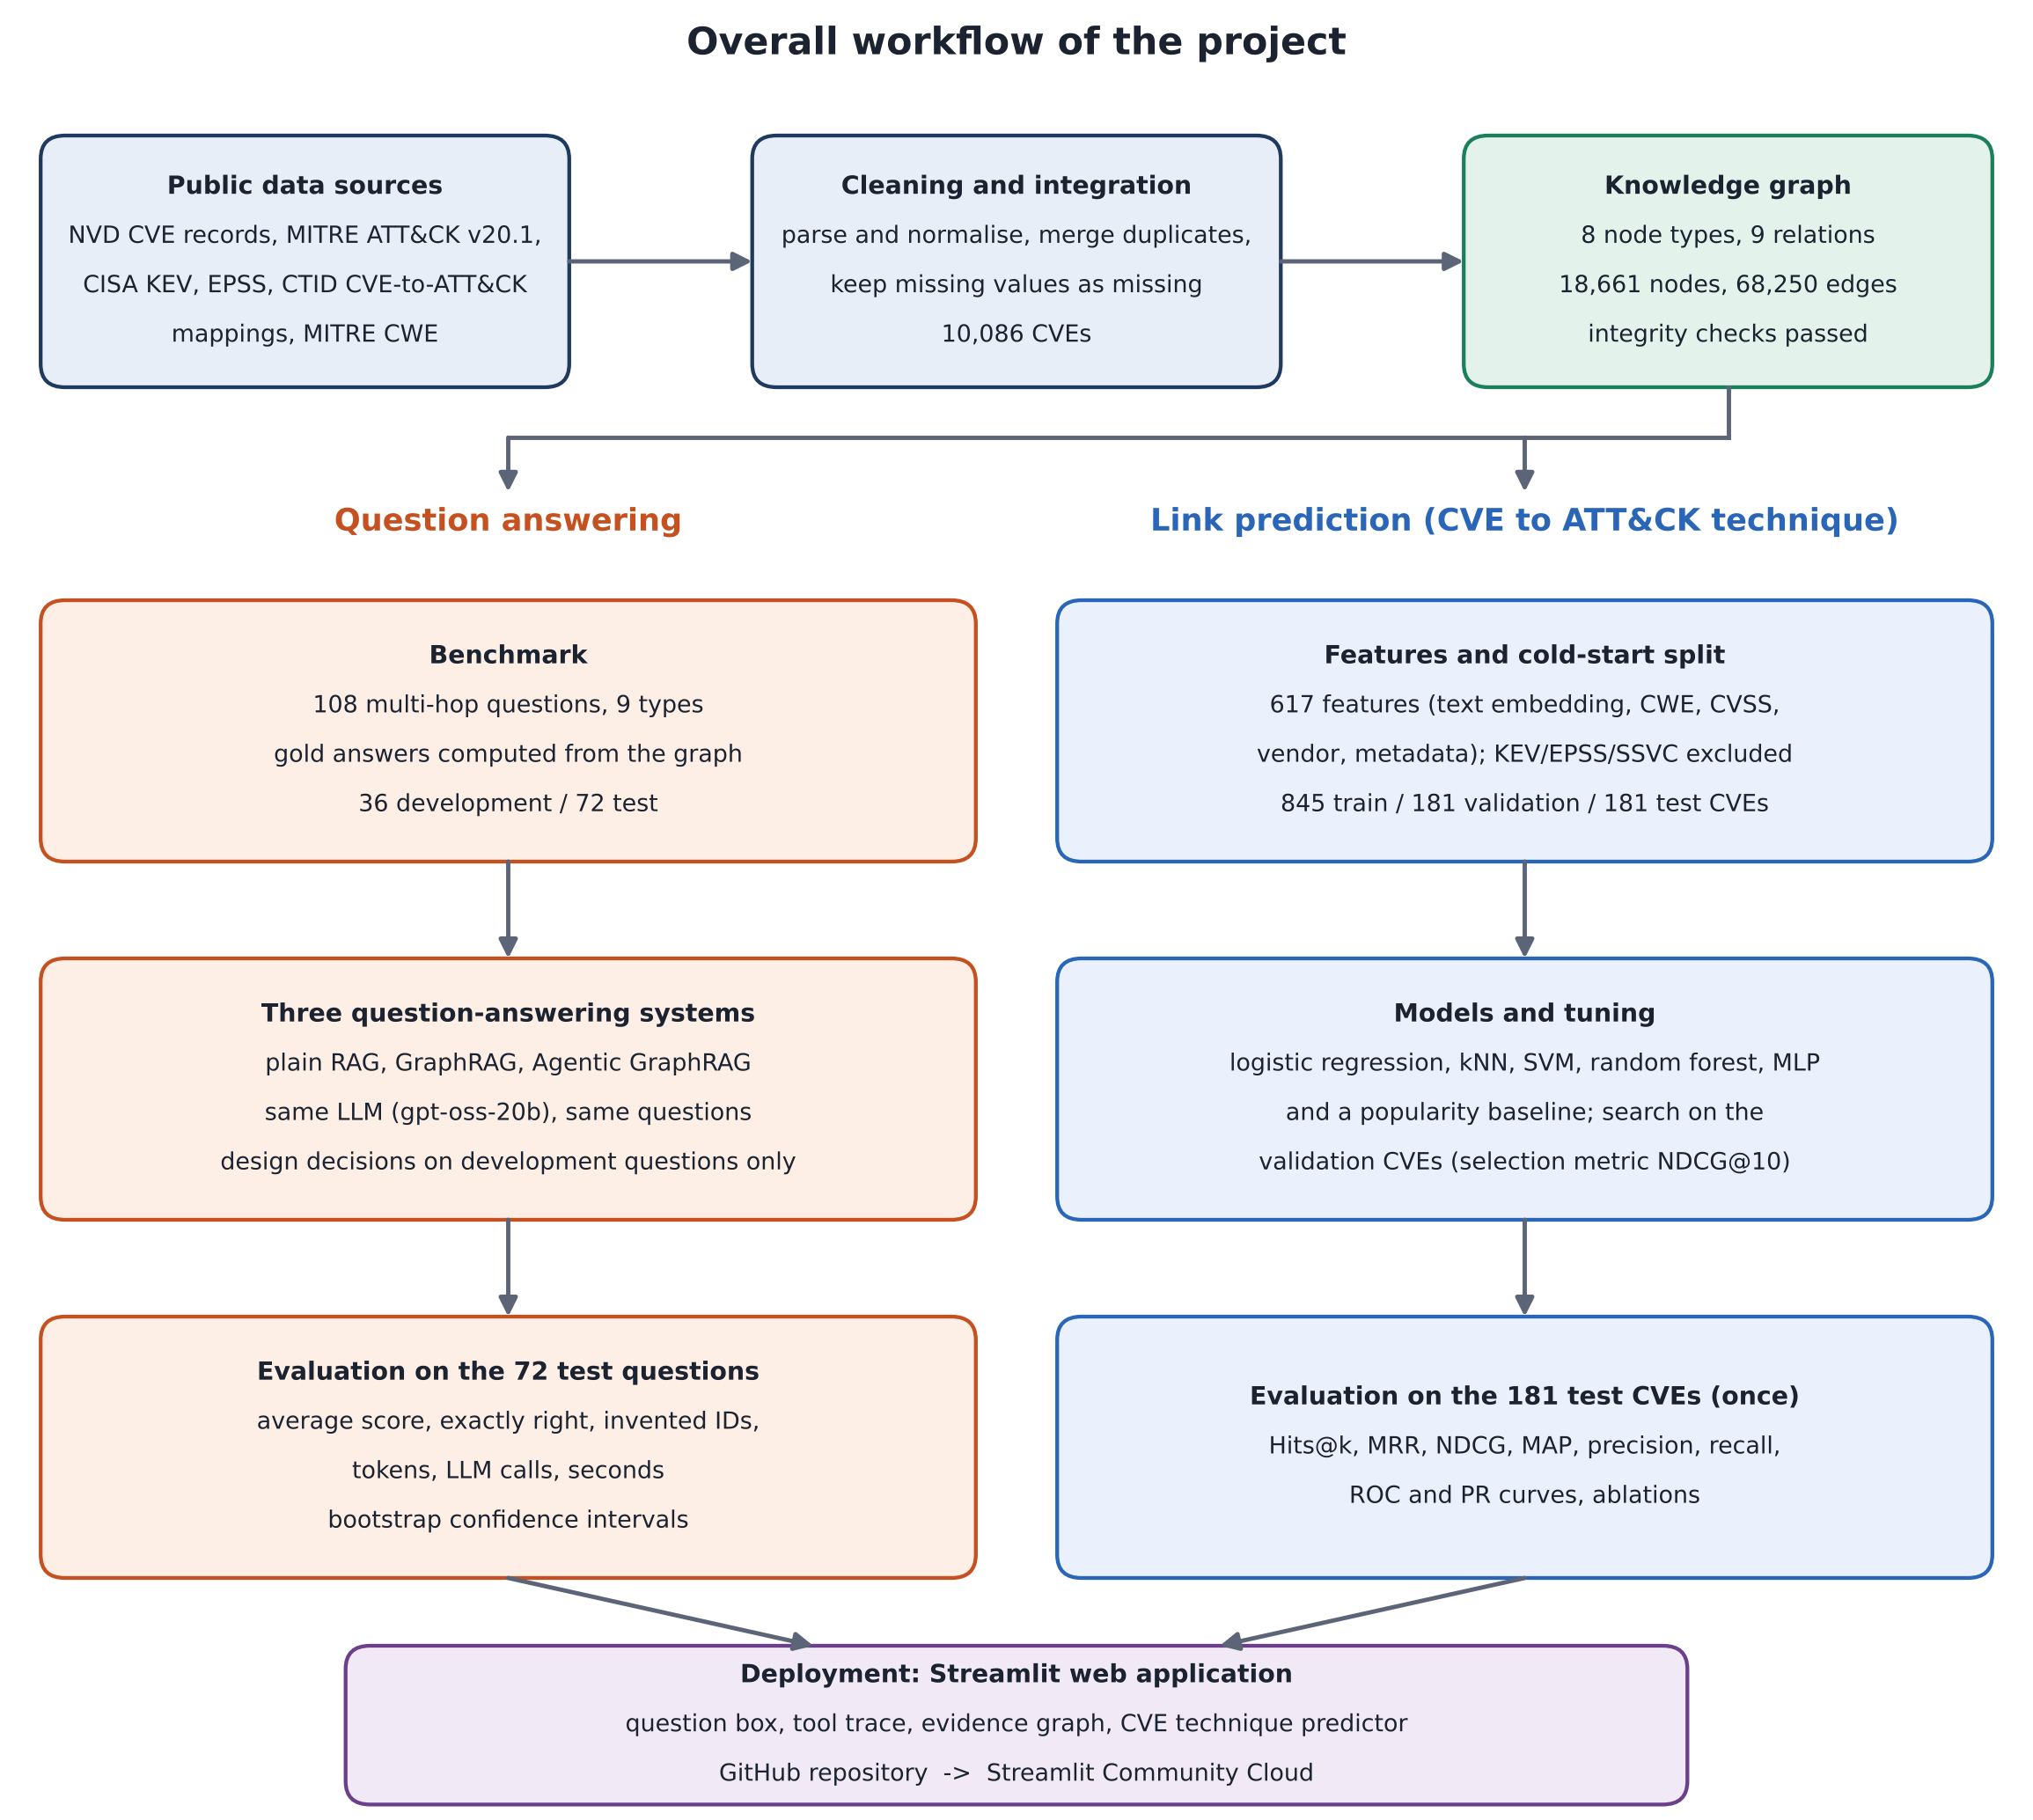 Overall workflow of the project
Public data sources
NVD CVE records, MITRE ATT&CK v20.1,
CISA KEV, EPSS, CTID CVE-to-ATT&CK
mappings, MITRE CWE
Cleaning and integration
parse and normalise, merge duplicates,
keep missing values as missing
10,086 CVEs
Knowledge graph
8 node types, 9 relations
18,661 nodes, 68,250 edges
integrity checks passed
Question answering
Link prediction (CVE to ATT&CK technique)
Benchmark
108 multi-hop questions, 9 types
gold answers computed from the graph
36 development / 72 test
Features and cold-start split
617 features (text embedding, CWE, CVSS,
vendor, metadata); KEV/EPSS/SSVC excluded
845 train / 181 validation / 181 test CVEs
Three question-answering systems
plain RAG, GraphRAG, Agentic GraphRAG
same LLM (gpt-oss-20b), same questions
design decisions on development questions only
Models and tuning
logistic regression, kNN, SVM, random forest, MLP
and a popularity baseline; search on the
validation CVEs (selection metric NDCG@10)
Evaluation on the 72 test questions
average score, exactly right, invented IDs,
tokens, LLM calls, seconds
bootstrap confidence intervals
Evaluation on the 181 test CVEs (once)
Hits@k, MRR, NDCG, MAP, precision, recall,
ROC and PR curves, ablations
Deployment: Streamlit web application
question box, tool trace, evidence graph, CVE technique predictor
GitHub repository  ->  Streamlit Community Cloud